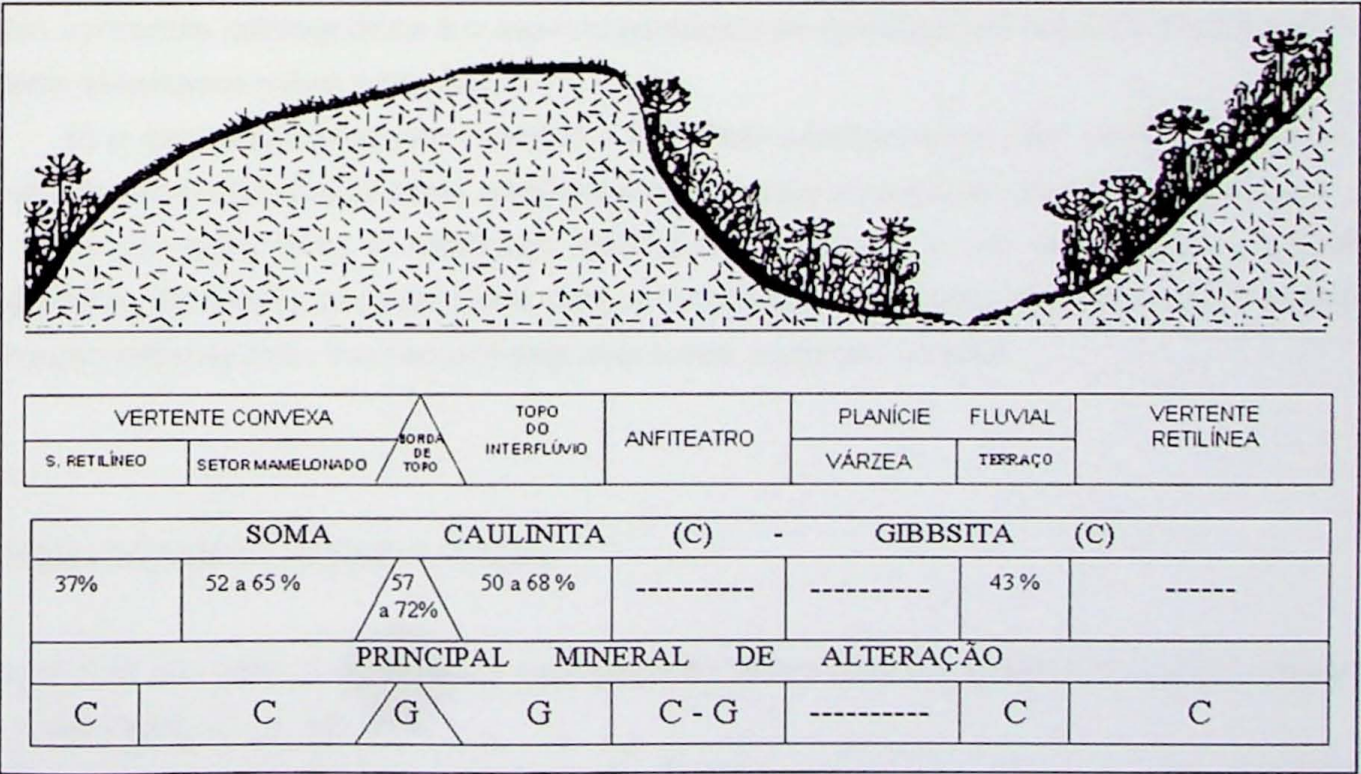 VERTENTE CONVEXA
S. RETILÍNEO
SETOR MAMELONADO
BORDA
DE
TOPO
TOPO
DO
INTERFLÚVIO
ANFITEATRO
PLANÍCIE FLUVIAL
VÁRZEA
TERRAÇO
VERTENTE
RETILÍNEA
SOMA CAULINITA (C) - GIBBSITA (C)
37% 52 a 65 % 57 a 72% 50 a 68 % ---------- ---------- 43 % ------
PRINCIPAL MINERAL DE ALTERAÇÃO
C C G G C - G ---------- C C